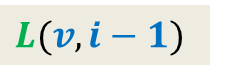 L(v, i − 1)